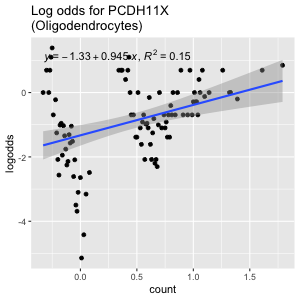 Log odds for PCDH11X
(Oligodendrocytes)
y = −1.33 + 0.945 x, R² = 0.15
0
-2
-4
logodds
0.0 0.5 1.0 1.5
count